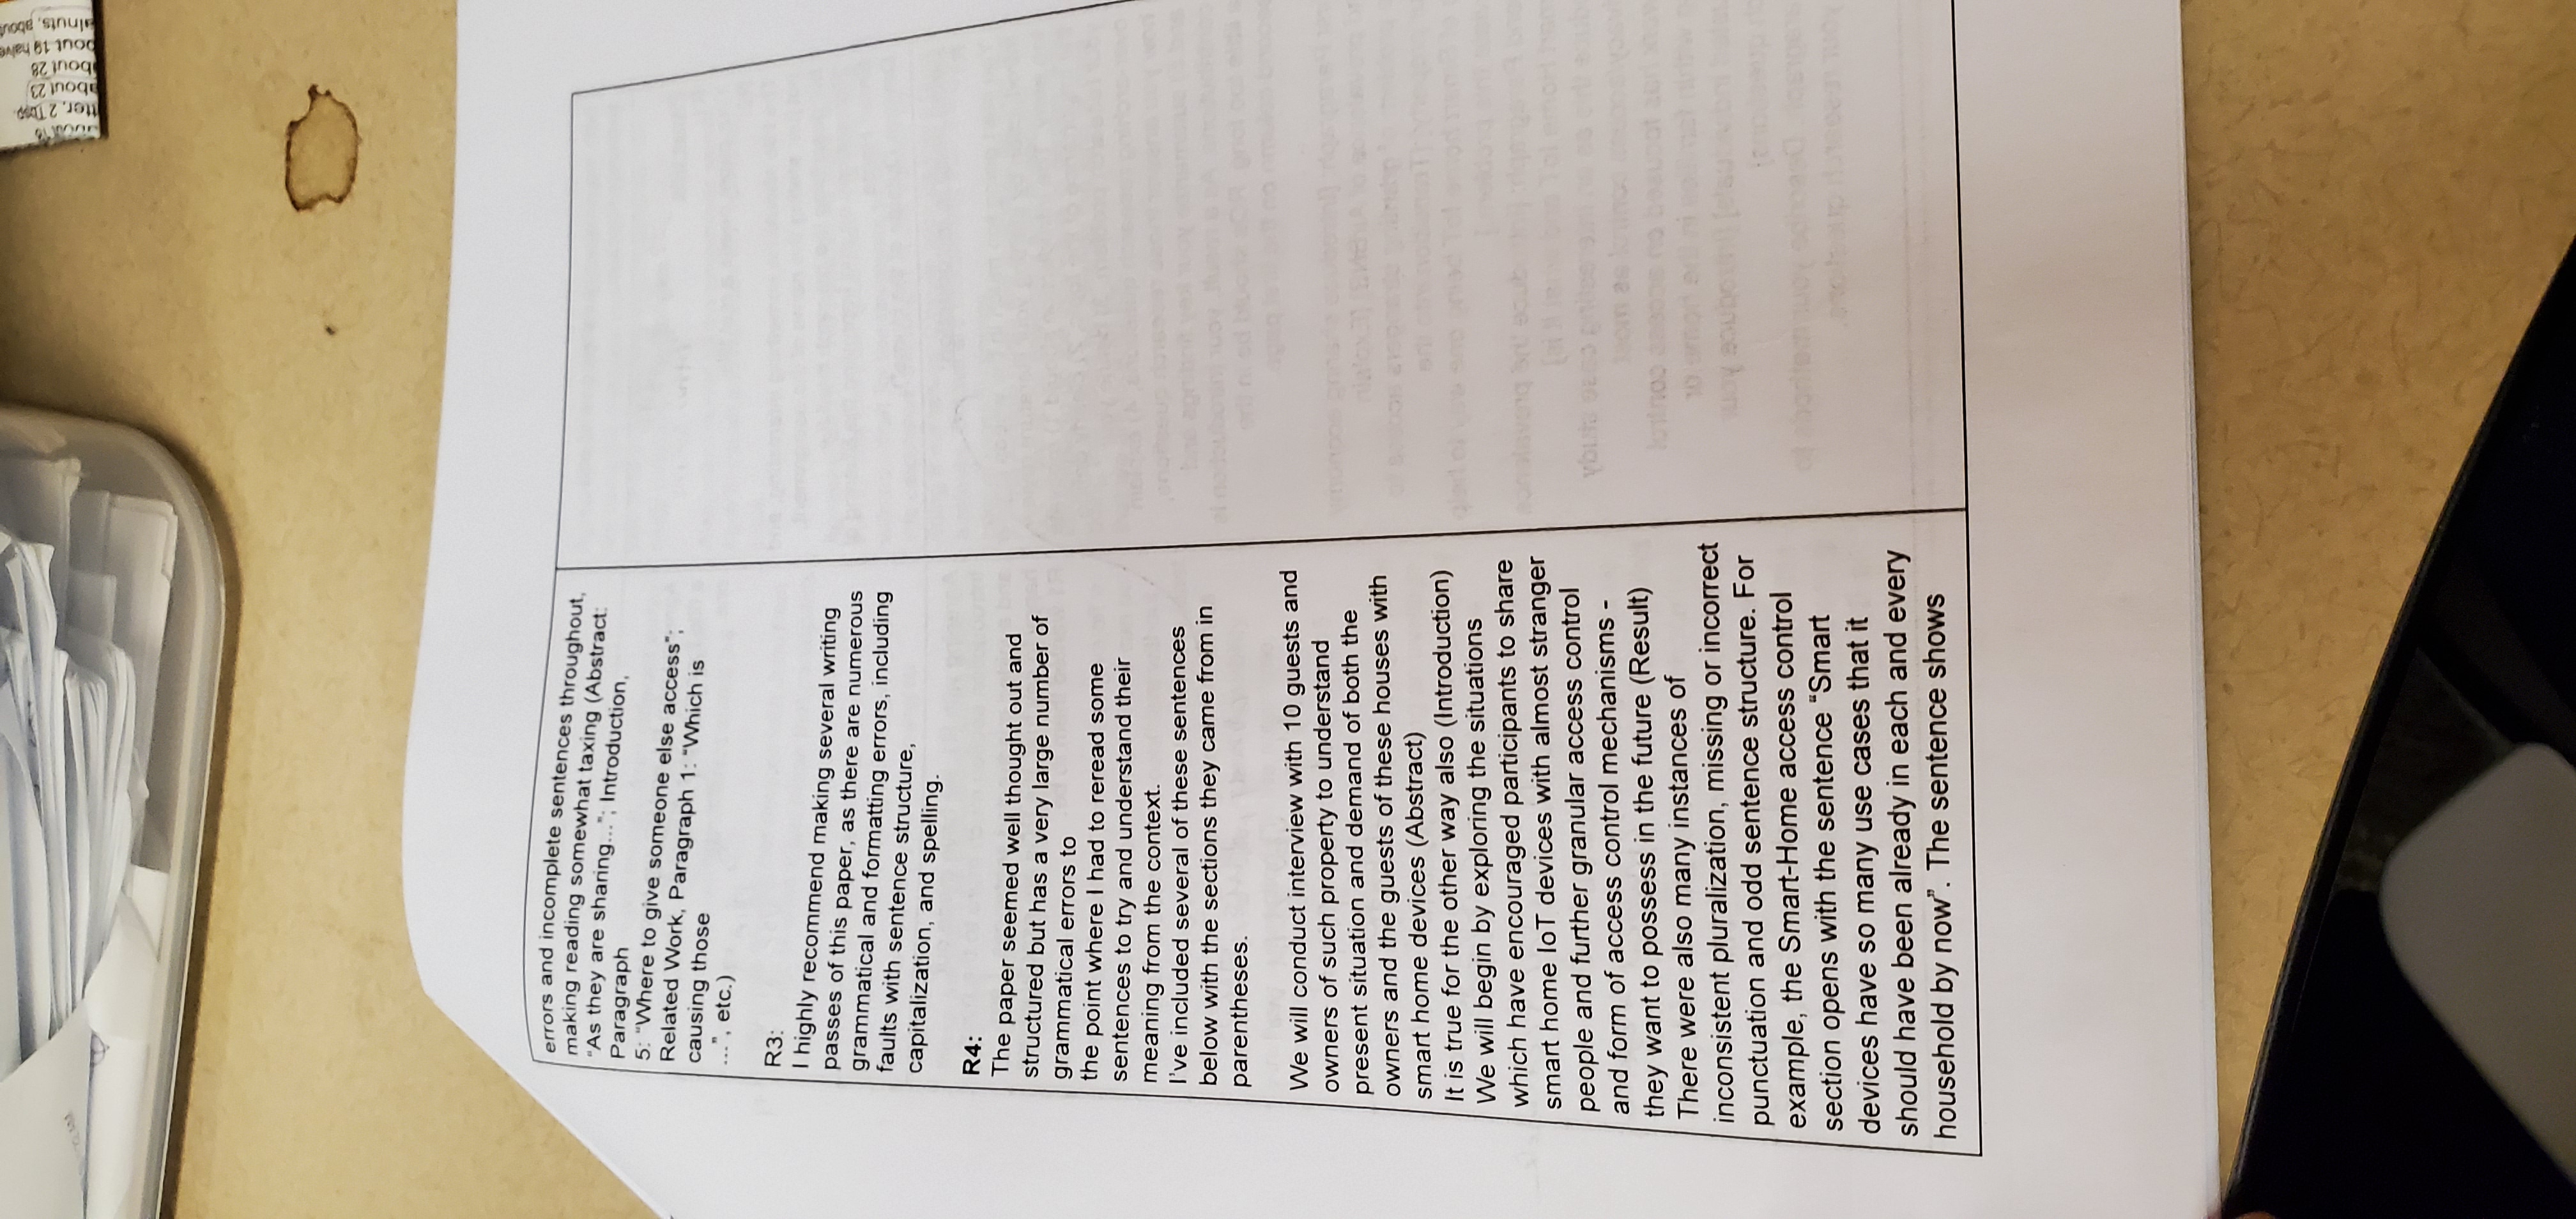 tter, 2 Tbsp.
about 23
about 28
about 19 halve
alnuts, about
errors and incomplete sentences throughout,
making reading somewhat taxing (Abstract:
"As they are sharing..."; Introduction,
Paragraph
5: "Where to give someone else access";
Related Work, Paragraph 1: "Which is
causing those
...", etc.)
R3:
I highly recommend making several writing
passes of this paper, as there are numerous
grammatical and formatting errors, including
faults with sentence structure,
capitalization, and spelling.
R4:
The paper seemed well thought out and
structured but has a very large number of
grammatical errors to
the point where I had to reread some
sentences to try and understand their
meaning from the context.
I've included several of these sentences
below with the sections they came from in
parentheses.
We will conduct interview with 10 guests and
owners of such property to understand
present situation and demand of both the
owners and the guests of these houses with
smart home devices (Abstract)
It is true for the other way also (Introduction)
We will begin by exploring the situations
which have encouraged participants to share
smart home IoT devices with almost stranger
people and further granular access control
and form of access control mechanisms -
they want to possess in the future (Result)
There were also many instances of
inconsistent pluralization, missing or incorrect
punctuation and odd sentence structure. For
example, the Smart-Home access control
section opens with the sentence "Smart
devices have so many use cases that it
should have been already in each and every
household by now". The sentence shows